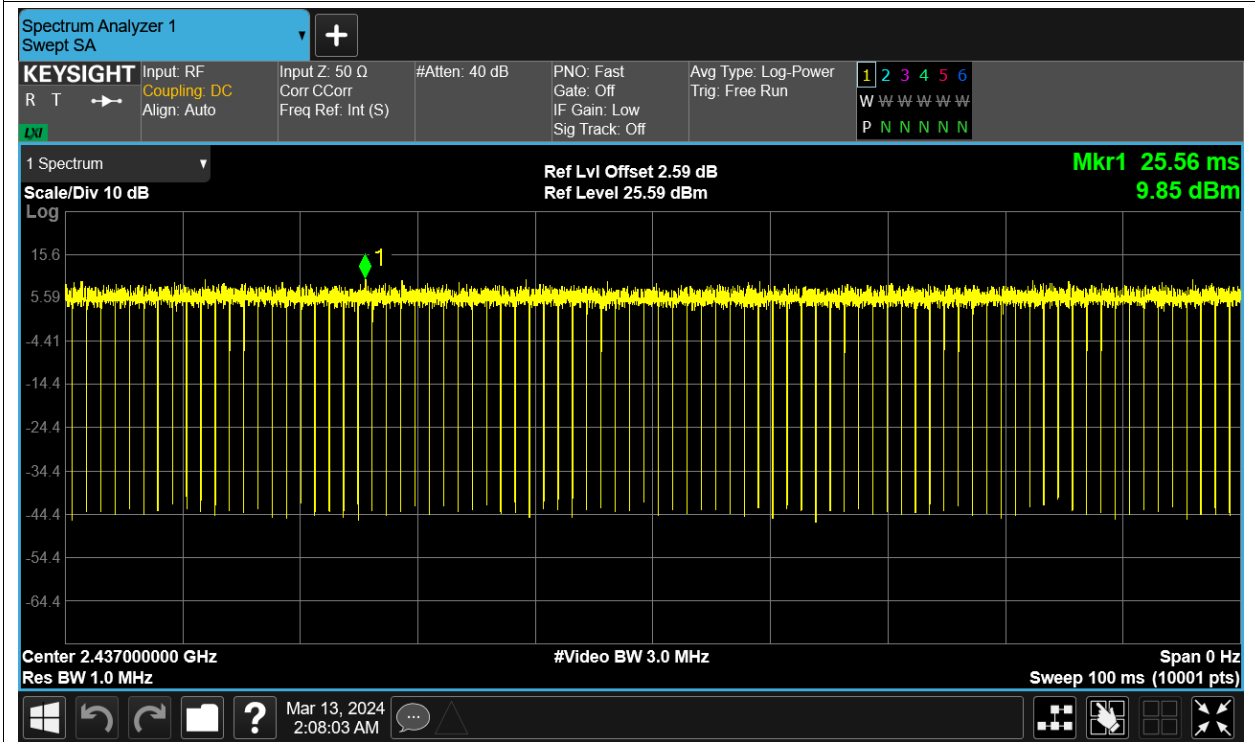 Spectrum Analyzer 1
Swept SA
KEYSIGHT
R T
LXI
Input: RF
Coupling: DC
Align: Auto
Input Z: 50 Ω
Corr CCorr
Freq Ref: Int (S)
#Atten: 40 dB
PNO: Fast
Gate: Off
IF Gain: Low
Sig Track: Off
Avg Type: Log-Power
Trig: Free Run
1 2 3 4 5 6
W W W W W W
P N N N N N
1 Spectrum
Scale/Div 10 dB
Log
Ref Lvl Offset 2.59 dB
Ref Level 25.59 dBm
Mkr1 25.56 ms
9.85 dBm
1
15.6
5.59
-4.41
-14.4
-24.4
-34.4
-44.4
-54.4
-64.4
Center 2.437000000 GHz
Res BW 1.0 MHz
#Video BW 3.0 MHz
Span 0 Hz
Sweep 100 ms (10001 pts)
?
Mar 13, 2024
2:08:03 AM